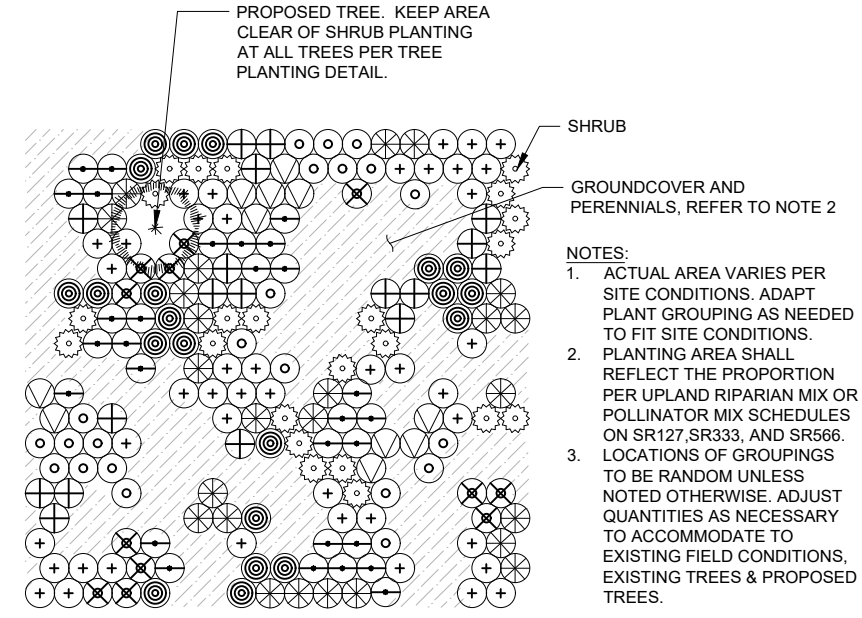 PROPOSED TREE. KEEP AREA
CLEAR OF SHRUB PLANTING
AT ALL TREES PER TREE
PLANTING DETAIL.
SHRUB
GROUNDCOVER AND
PERENNIALS, REFER TO NOTE 2
NOTES:
1. ACTUAL AREA VARIES PER
SITE CONDITIONS. ADAPT
PLANT GROUPING AS NEEDED
TO FIT SITE CONDITIONS.
2. PLANTING AREA SHALL
REFLECT THE PROPORTION
PER UPLAND RIPARIAN MIX OR
POLLINATOR MIX SCHEDULES
ON SR127,SR333, AND SR566.
3. LOCATIONS OF GROUPINGS
TO BE RANDOM UNLESS
NOTED OTHERWISE. ADJUST
QUANTITIES AS NECESSARY
TO ACCOMMODATE TO
EXISTING FIELD CONDITIONS,
EXISTING TREES & PROPOSED
TREES.